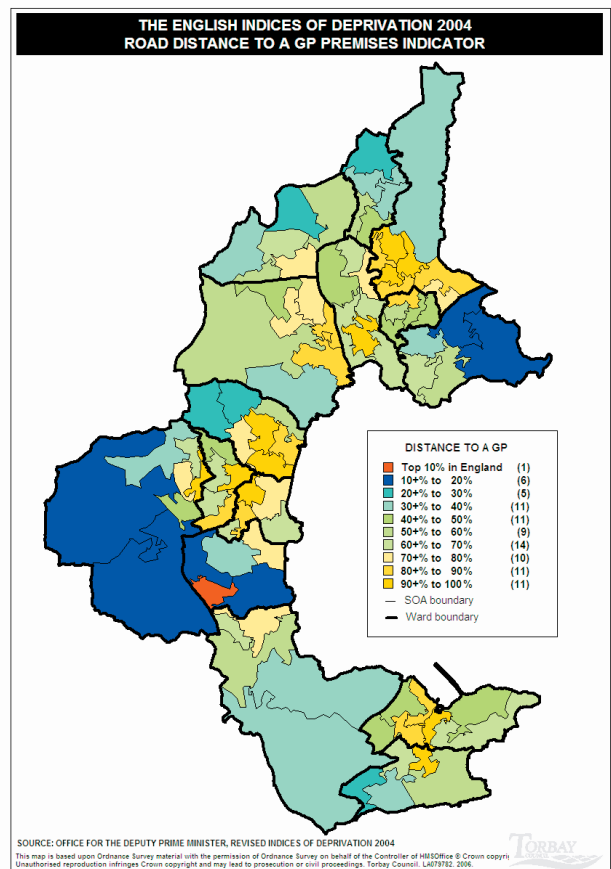 THE ENGLISH INDICES OF DEPRIVATION 2004
ROAD DISTANCE TO A GP PREMISES INDICATOR
DISTANCE TO A GP
Top 10% in England (1)
10+% to 20% (6)
20+% to 30% (5)
30+% to 40% (11)
40+% to 50% (11)
50+% to 60% (9)
60+% to 70% (14)
70+% to 80% (10)
80+% to 90% (11)
90+% to 100% (11)
SOA boundary
Ward boundary
SOURCE: OFFICE FOR THE DEPUTY PRIME MINISTER, REVISED INDICES OF DEPRIVATION 2004
This map is based upon Ordnance Survey material with the permission of Ordnance Survey on behalf of the Controller of HMSOffice © Crown copyri
Unauthorised reproduction infringes Crown copyright and may lead to prosecution or civil proceedings. Torbay Council. LA079782. 2006.
TORBAY
COUNCIL